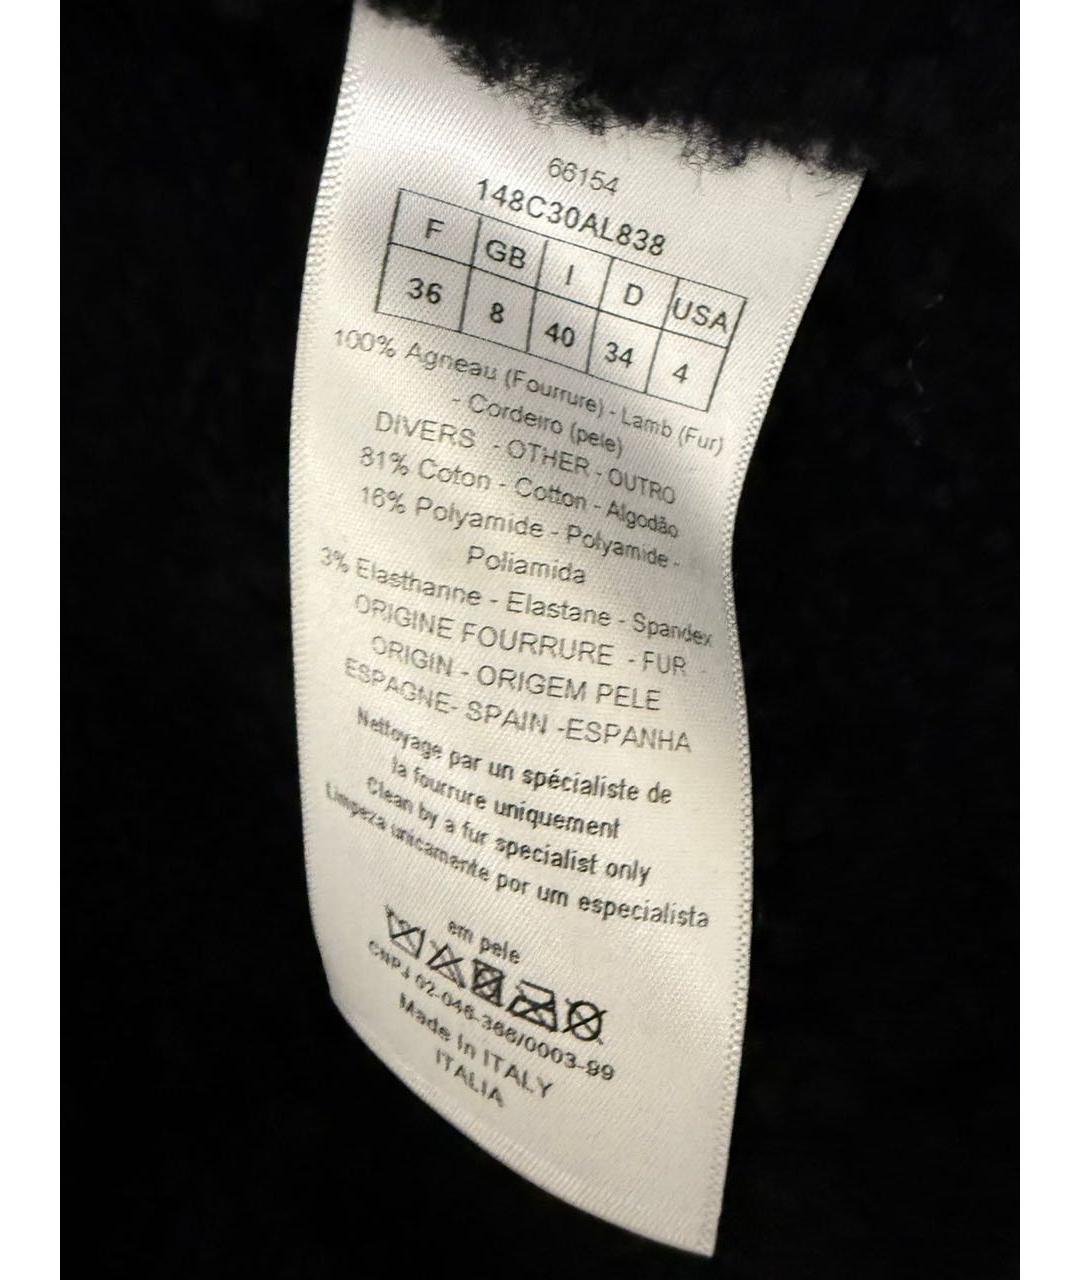 66154
148C30AL838
F GB I D USA
36 8 40 34 4
100% Agneau (Fourrure) - Lamb (Fur)
- Cordeiro (pele)
DIVERS - OTHER - OUTRO
81% Coton - Cotton - Algodão
16% Polyamide - Polyamide -
Poliamida
3% Elasthanne - Elastane - Spandex
ORIGINE FOURRURE - FUR
ORIGIN - ORIGEM PELE
ESPAGNE- SPAIN -ESPANHA
Nettoyage par un spécialiste de
la fourrure uniquement
Clean by a fur specialist only
Limpeza unicamente por um especialista
em pele
CNPJ 02-046-366/0003-99
Made In ITALY
ITALIA